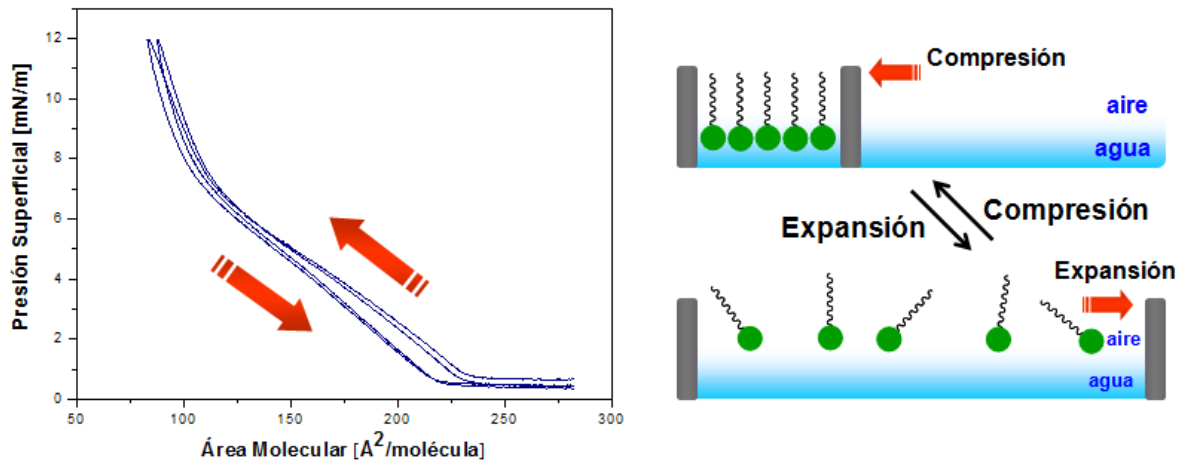 Presión Superficial [mN/m]
12
10
8
6
4
2
0
50
100
150
200
250
300
Área Molecular [A²/molécula]
Compresión
aire
agua
Expansión
Compresión
Expansión
aire
agua